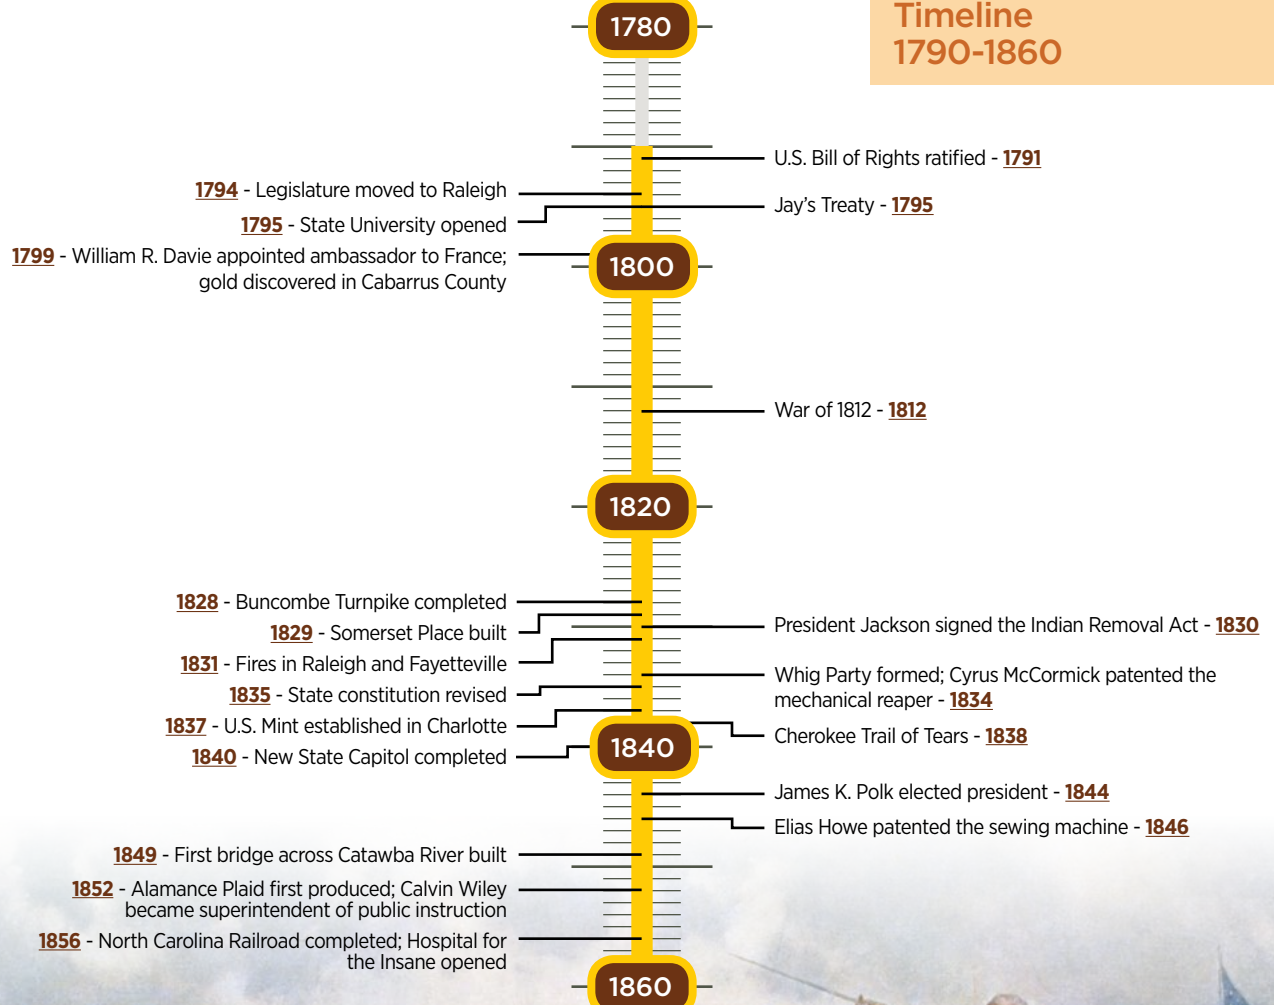 Timeline
1790-1860
1780
U.S. Bill of Rights ratified - 1791
1794 - Legislature moved to Raleigh
Jay’s Treaty - 1795
1795 - State University opened
1799 - William R. Davie appointed ambassador to France;
gold discovered in Cabarrus County
1800
War of 1812 - 1812
1820
1828 - Buncombe Turnpike completed
1829 - Somerset Place built
President Jackson signed the Indian Removal Act - 1830
1831 - Fires in Raleigh and Fayetteville
Whig Party formed; Cyrus McCormick patented the
mechanical reaper - 1834
1835 - State constitution revised
1837 - U.S. Mint established in Charlotte
Cherokee Trail of Tears - 1838
1840 - New State Capitol completed
1840
James K. Polk elected president - 1844
Elias Howe patented the sewing machine - 1846
1849 - First bridge across Catawba River built
1852 - Alamance Plaid first produced; Calvin Wiley
became superintendent of public instruction
1856 - North Carolina Railroad completed; Hospital for
the Insane opened
1860